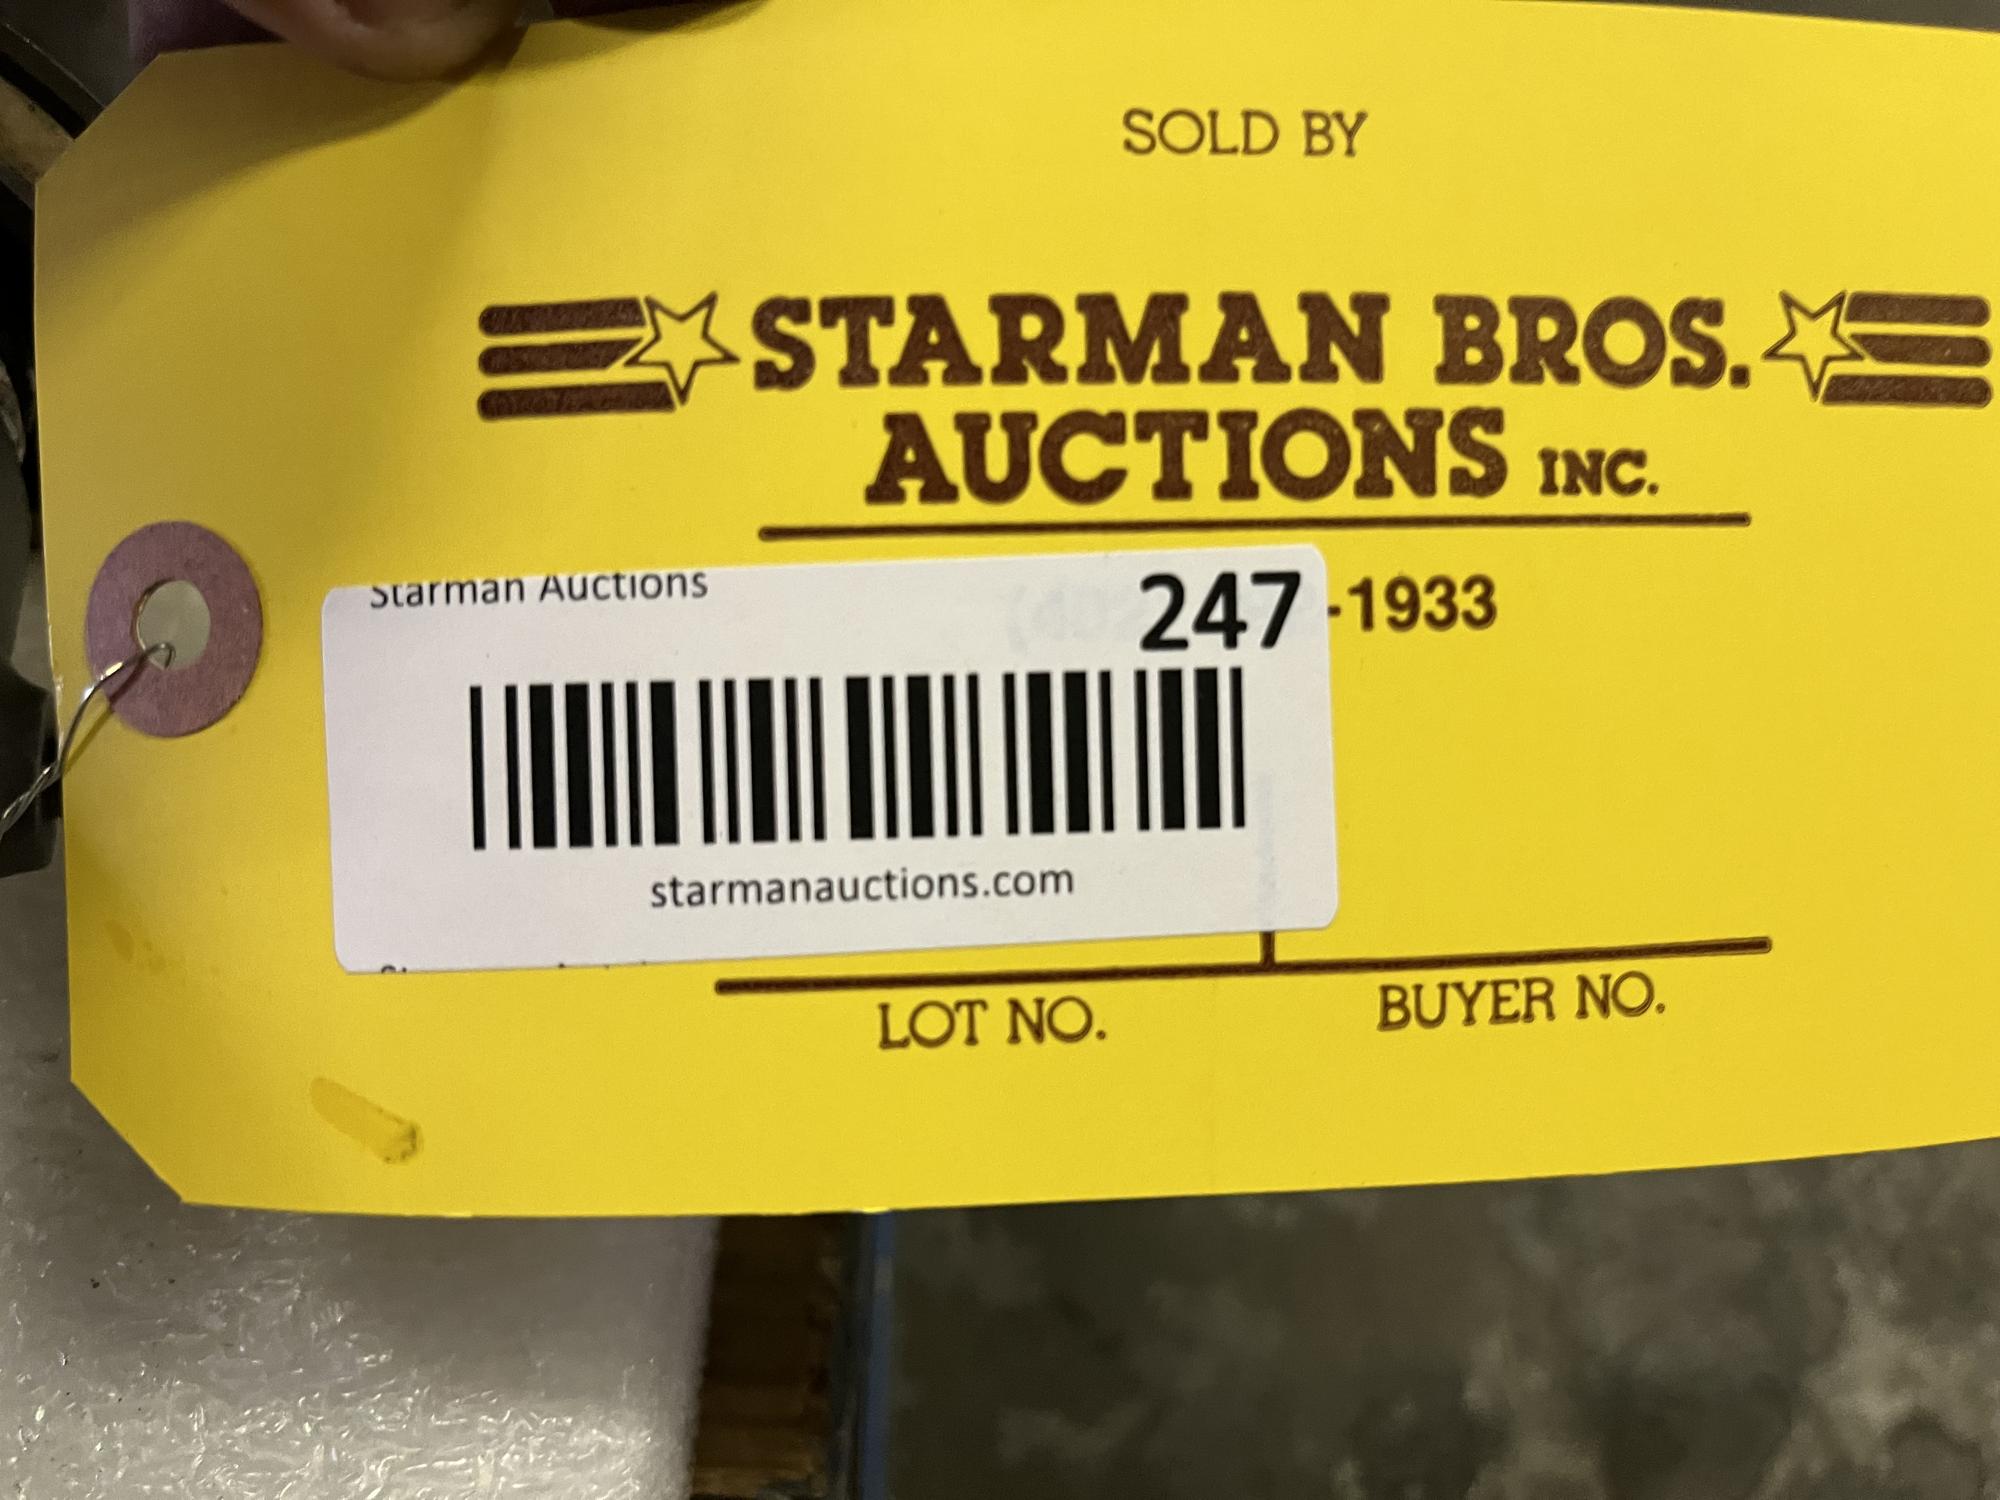 SOLD BY
STARMAN BROS.
AUCTIONS INC.
Starman Auctions
247 -1933
starmanauctions.com
LOT NO. BUYER NO.